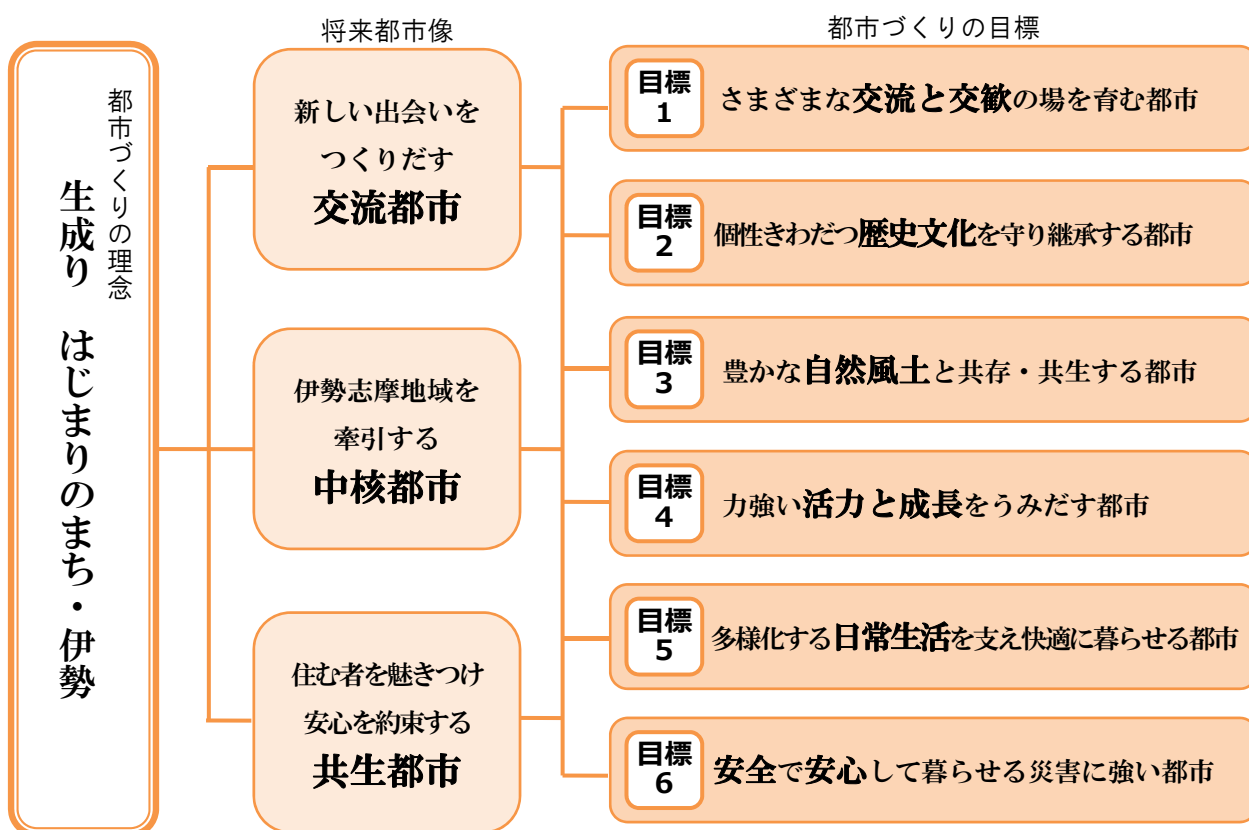 将来都市像
都市づくりの目標
都市づくりの理念
生成り はじまりのまち・伊勢
新しい出会いを
つくりだす
交流都市
伊勢志摩地域を
牽引する
中核都市
住む者を魅きつけ
安心を約束する
共生都市
目標
1
さまざまな交流と交歓の場を育む都市
目標
2
個性きわだつ歴史文化を守り継承する都市
目標
3
豊かな自然風土と共存・共生する都市
目標
4
力強い活力と成長をうみだす都市
目標
5
多様化する日常生活を支え快適に暮らせる都市
目標
6
安全で安心して暮らせる災害に強い都市